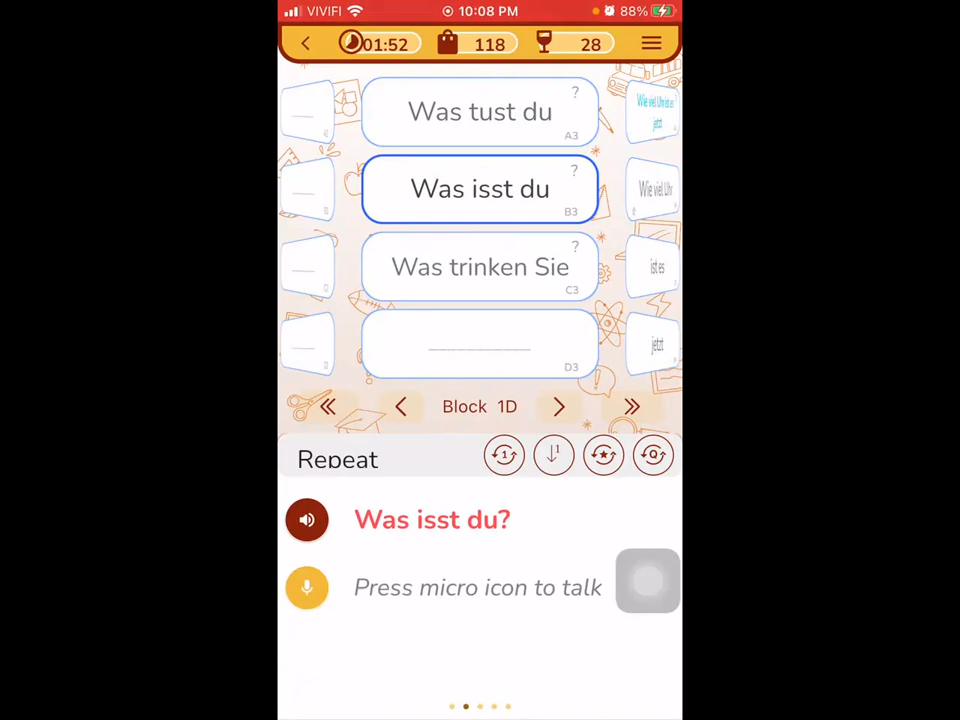 VIVIFI 10:08 PM 88%
01:52 118 28
Was tust du ?
A3
Was isst du ?
B3
Was trinken Sie ?
C3
D3
Wie viel Uhr ist es
jetzt
Wie viel Uhr
ist es
jetzt
Block 1D
Repeat
Was isst du?
Press micro icon to talk